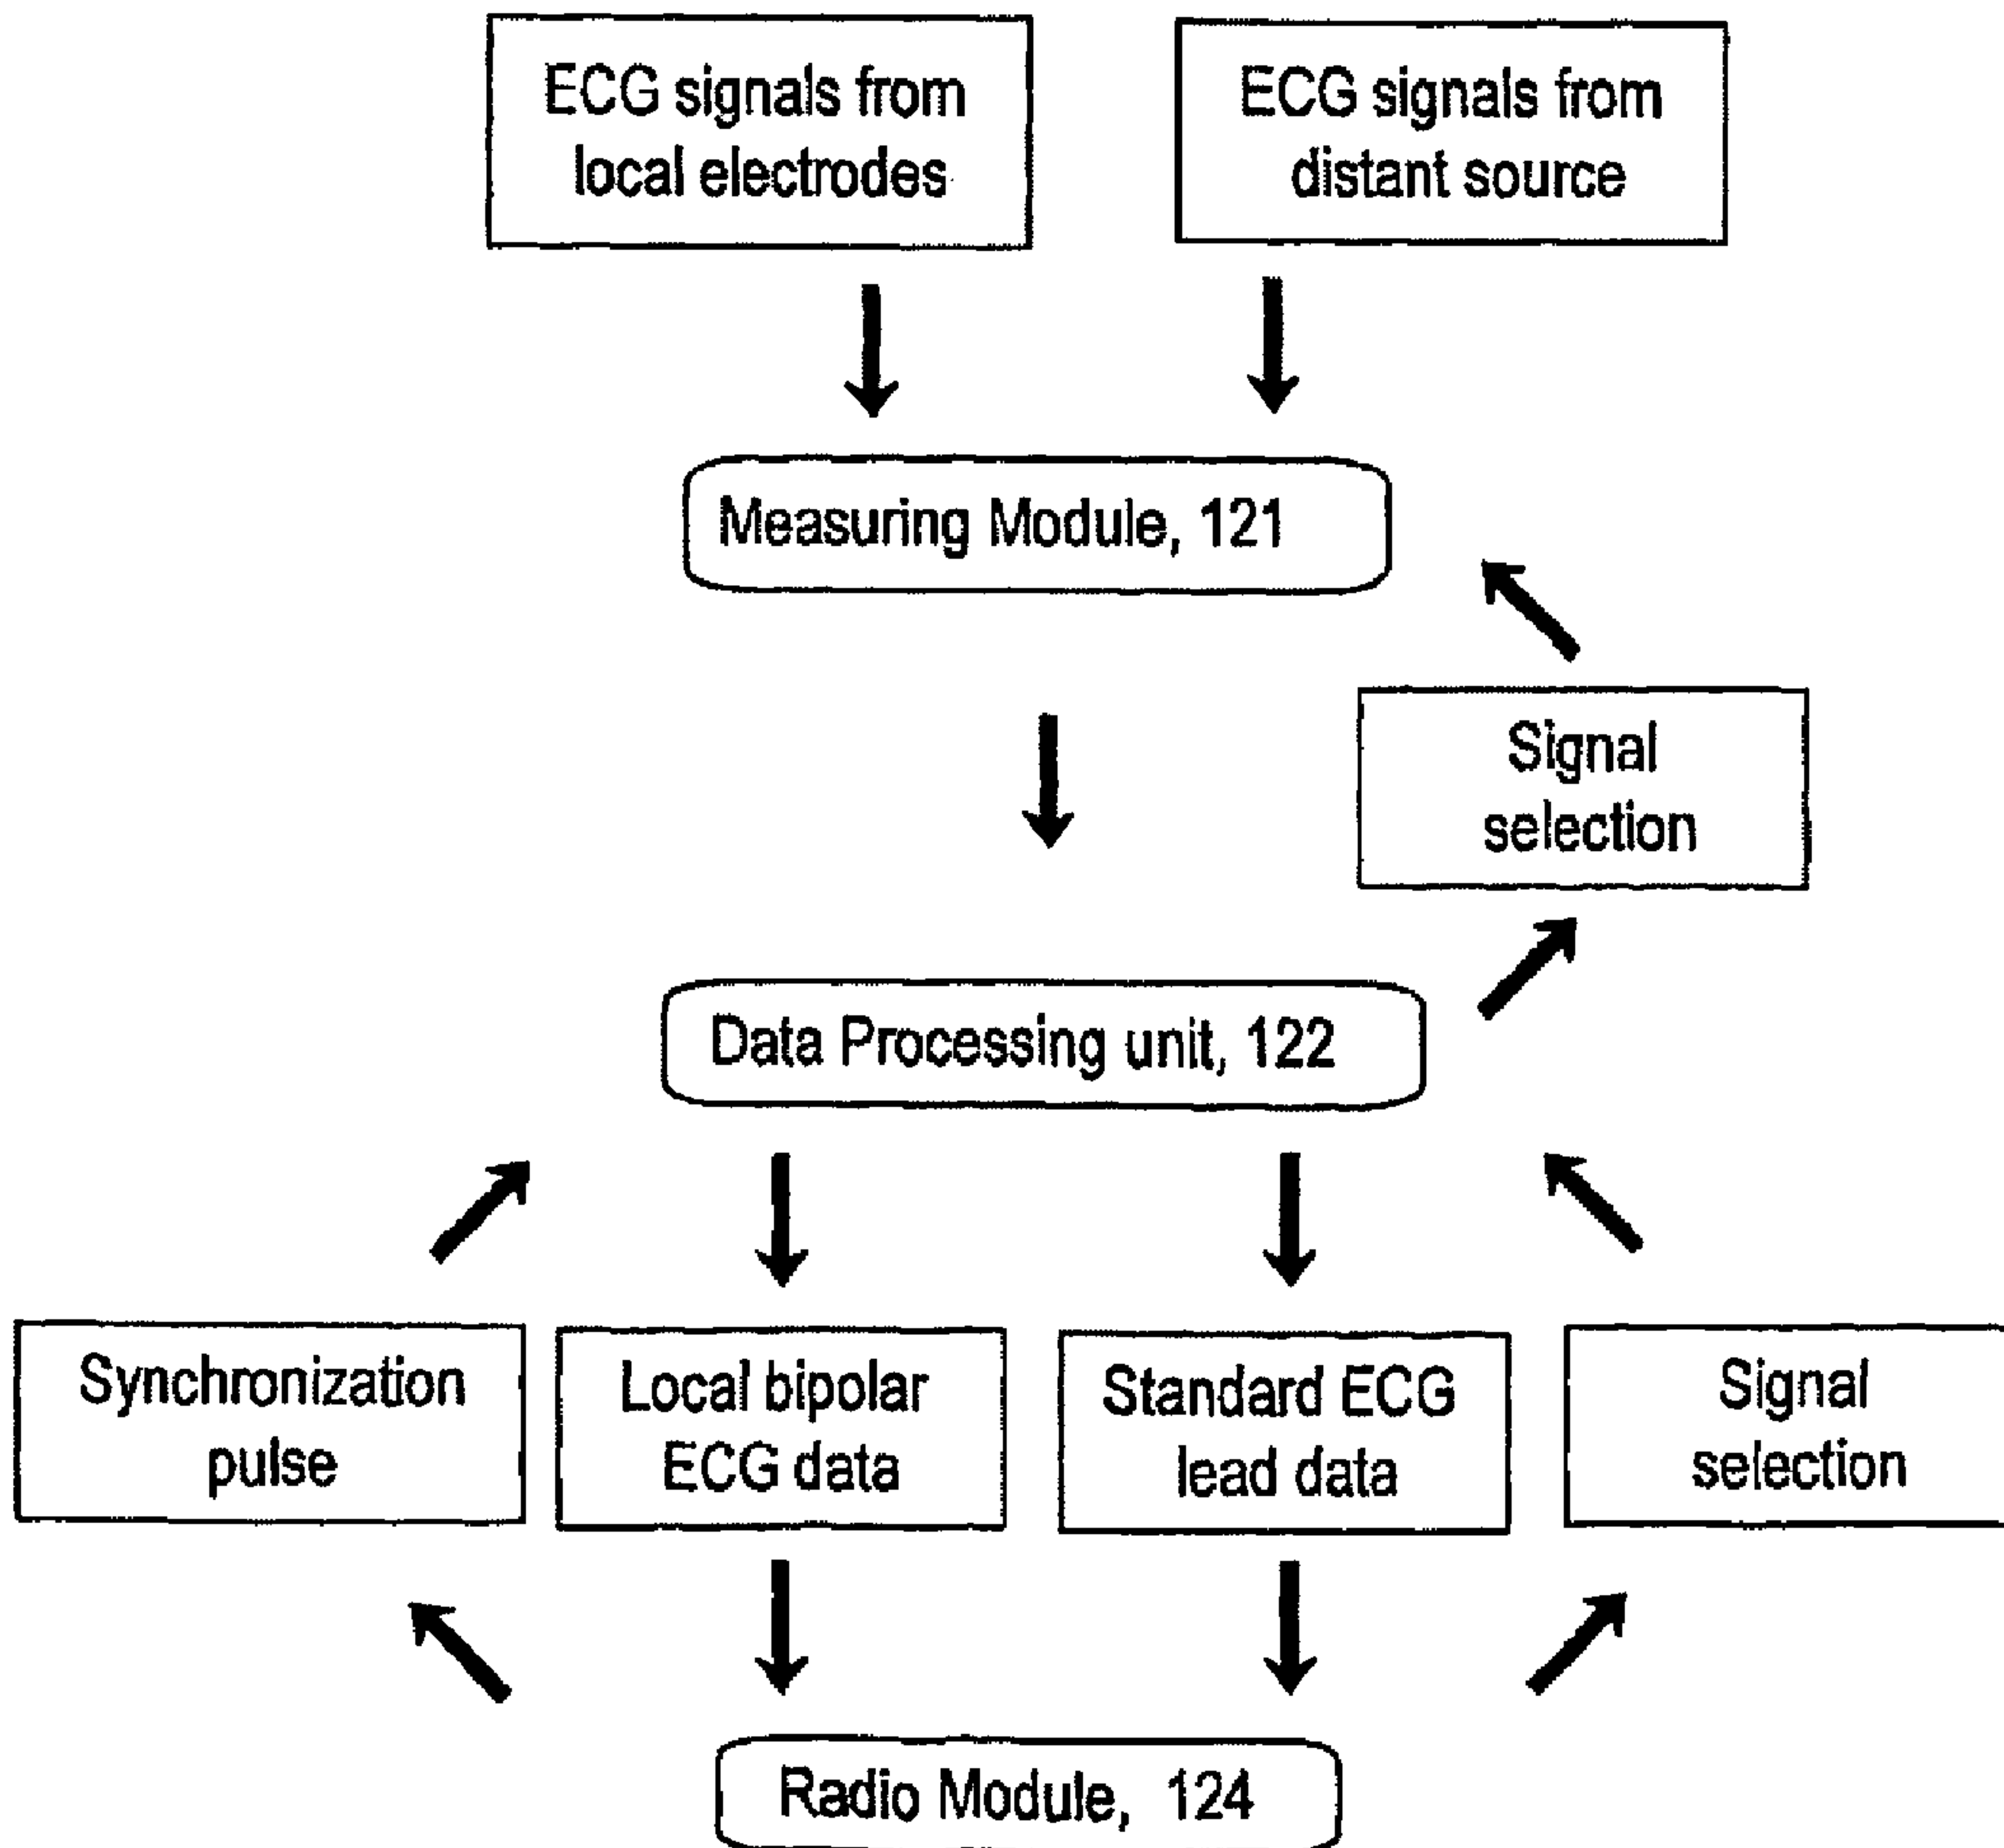 ECG signals from
local electrodes
ECG signals from
distant source
Measuring Module, 121
Signal
selection
Data Processing unit, 122
Synchronization
pulse
Local bipolar
ECG data
Standard ECG
lead data
Signal
selection
Radio Module, 124